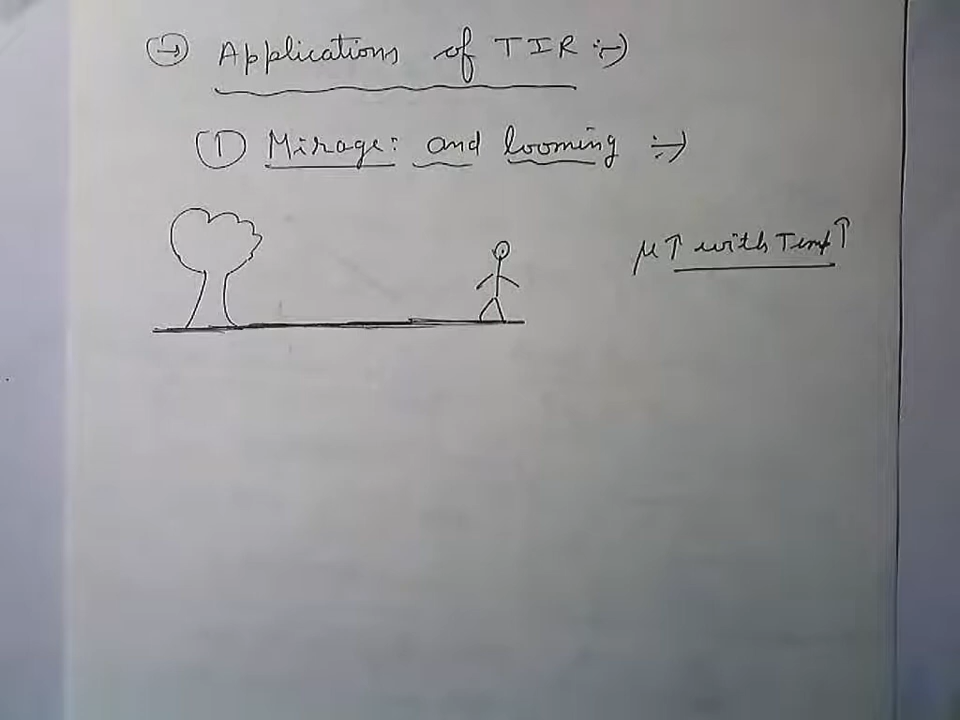 → Applications of TIR :→
① Mirage: and looming :→
μ↑ with Temp↑